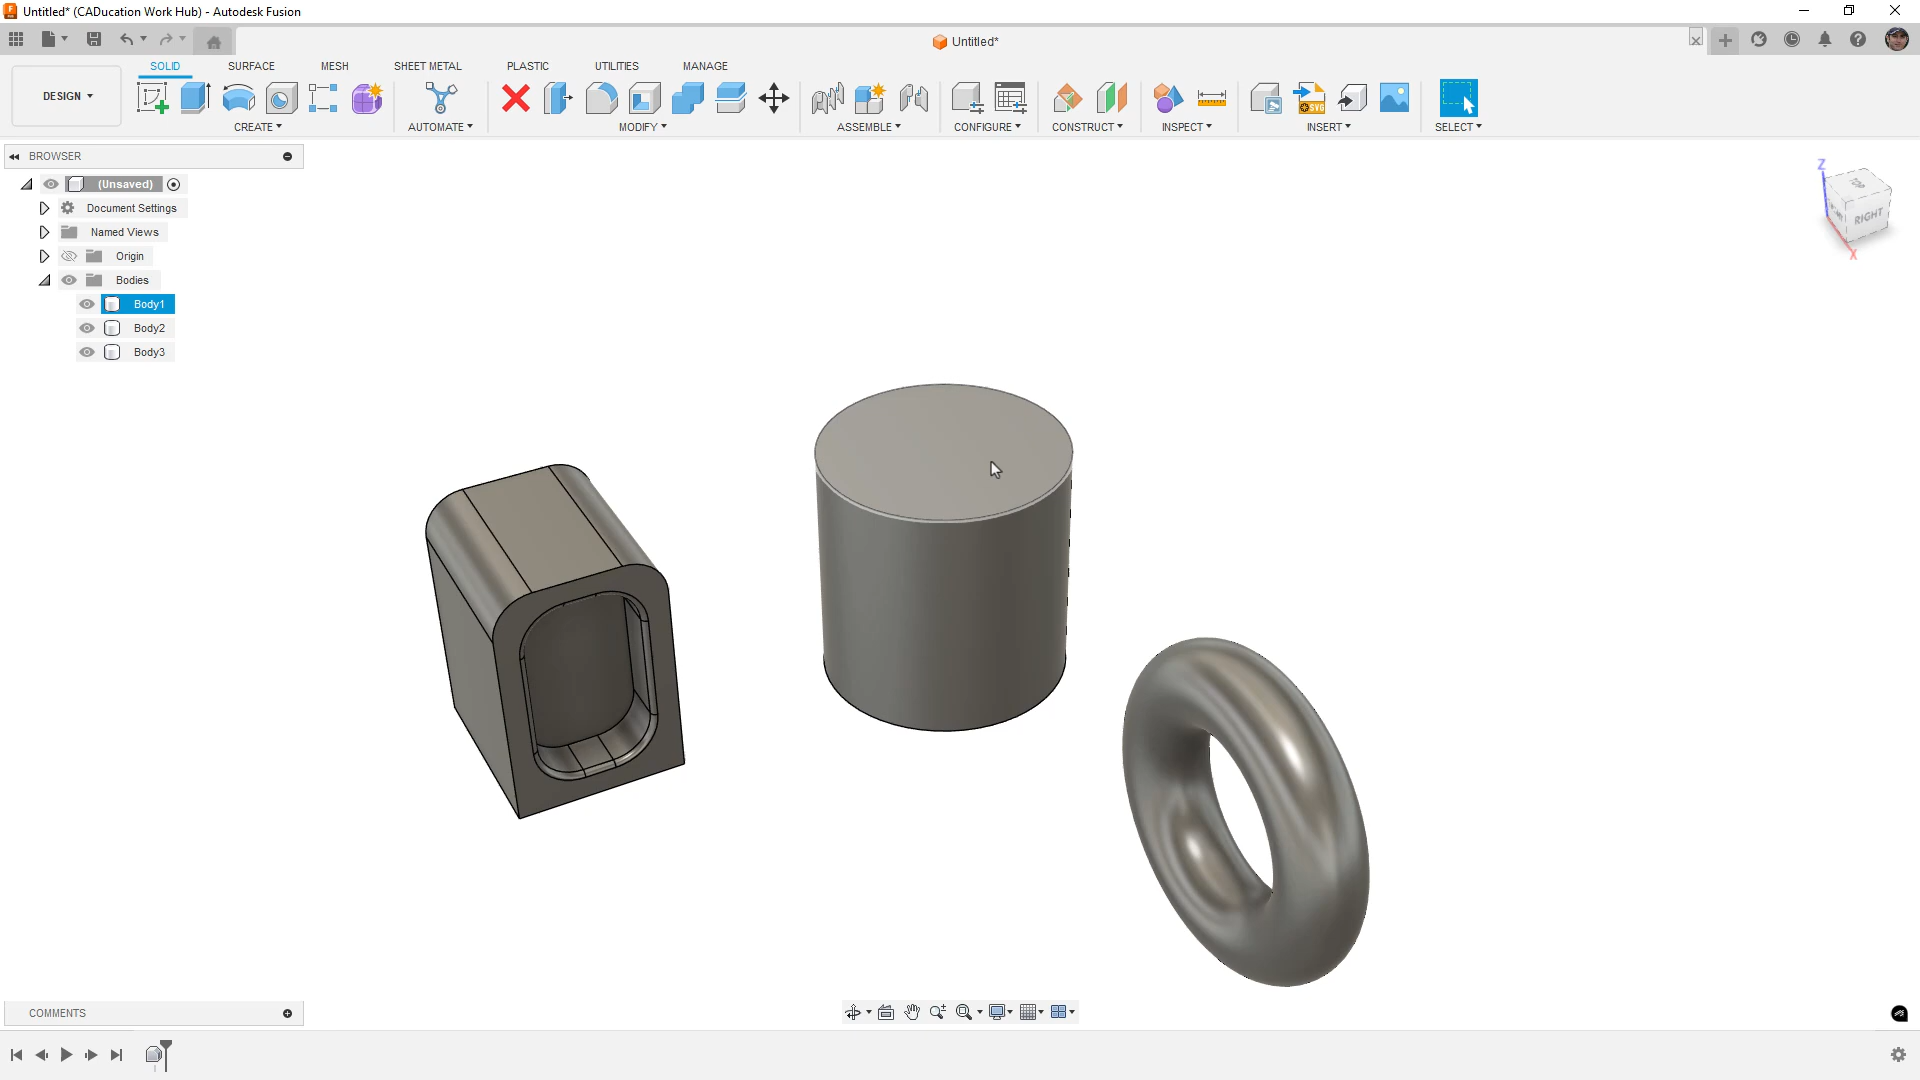 Untitled* (CADucation Work Hub) - Autodesk Fusion
Untitled*
SOLID SURFACE MESH SHEET METAL PLASTIC UTILITIES MANAGE
DESIGN
CREATE AUTOMATE MODIFY ASSEMBLE CONFIGURE CONSTRUCT INSPECT INSERT SELECT
SVG
BROWSER
(Unsaved)
Document Settings
Named Views
Origin
Bodies
Body1
Body2
Body3
Z
TOP
RIGHT
X
COMMENTS